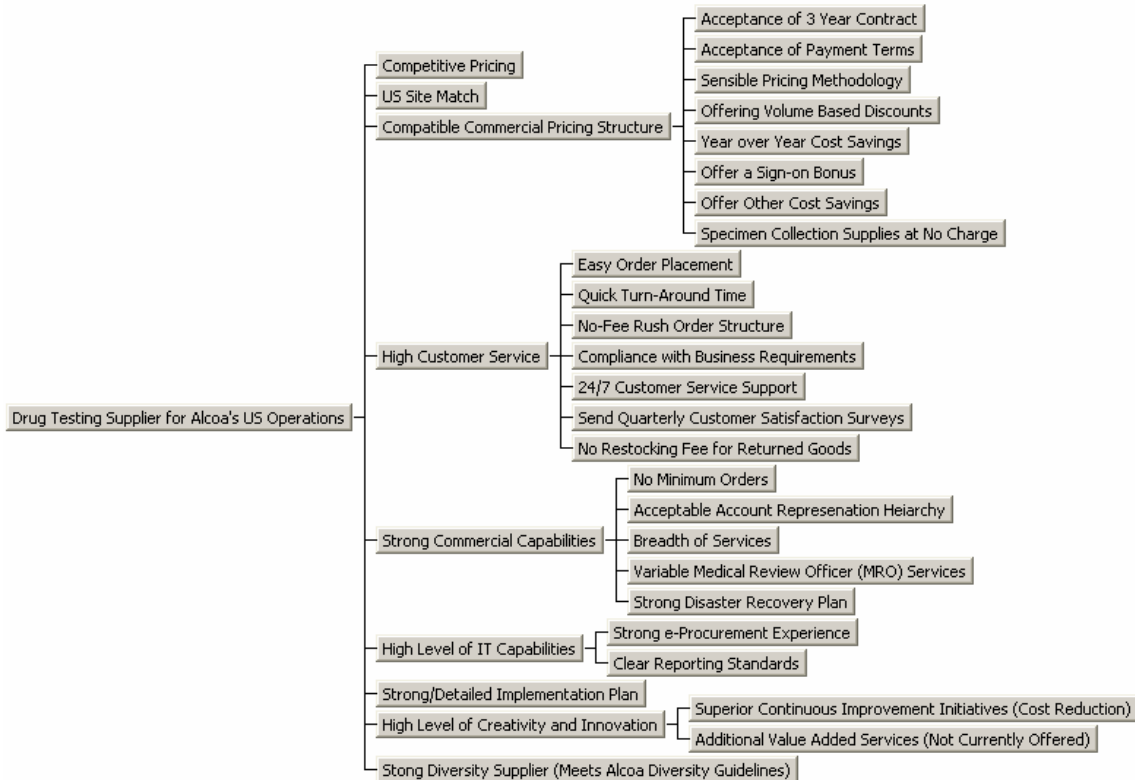 Drug Testing Supplier for Alcoa's US Operations
Competitive Pricing
US Site Match
Compatible Commercial Pricing Structure
Acceptance of 3 Year Contract
Acceptance of Payment Terms
Sensible Pricing Methodology
Offering Volume Based Discounts
Year over Year Cost Savings
Offer a Sign-on Bonus
Offer Other Cost Savings
Specimen Collection Supplies at No Charge
High Customer Service
Easy Order Placement
Quick Turn-Around Time
No-Fee Rush Order Structure
Compliance with Business Requirements
24/7 Customer Service Support
Send Quarterly Customer Satisfaction Surveys
No Restocking Fee for Returned Goods
Strong Commercial Capabilities
No Minimum Orders
Acceptable Account Represenation Heiarchy
Breadth of Services
Variable Medical Review Officer (MRO) Services
Strong Disaster Recovery Plan
High Level of IT Capabilities
Strong e-Procurement Experience
Clear Reporting Standards
Strong/Detailed Implementation Plan
High Level of Creativity and Innovation
Superior Continuous Improvement Initiatives (Cost Reduction)
Additional Value Added Services (Not Currently Offered)
Stong Diversity Supplier (Meets Alcoa Diversity Guidelines)